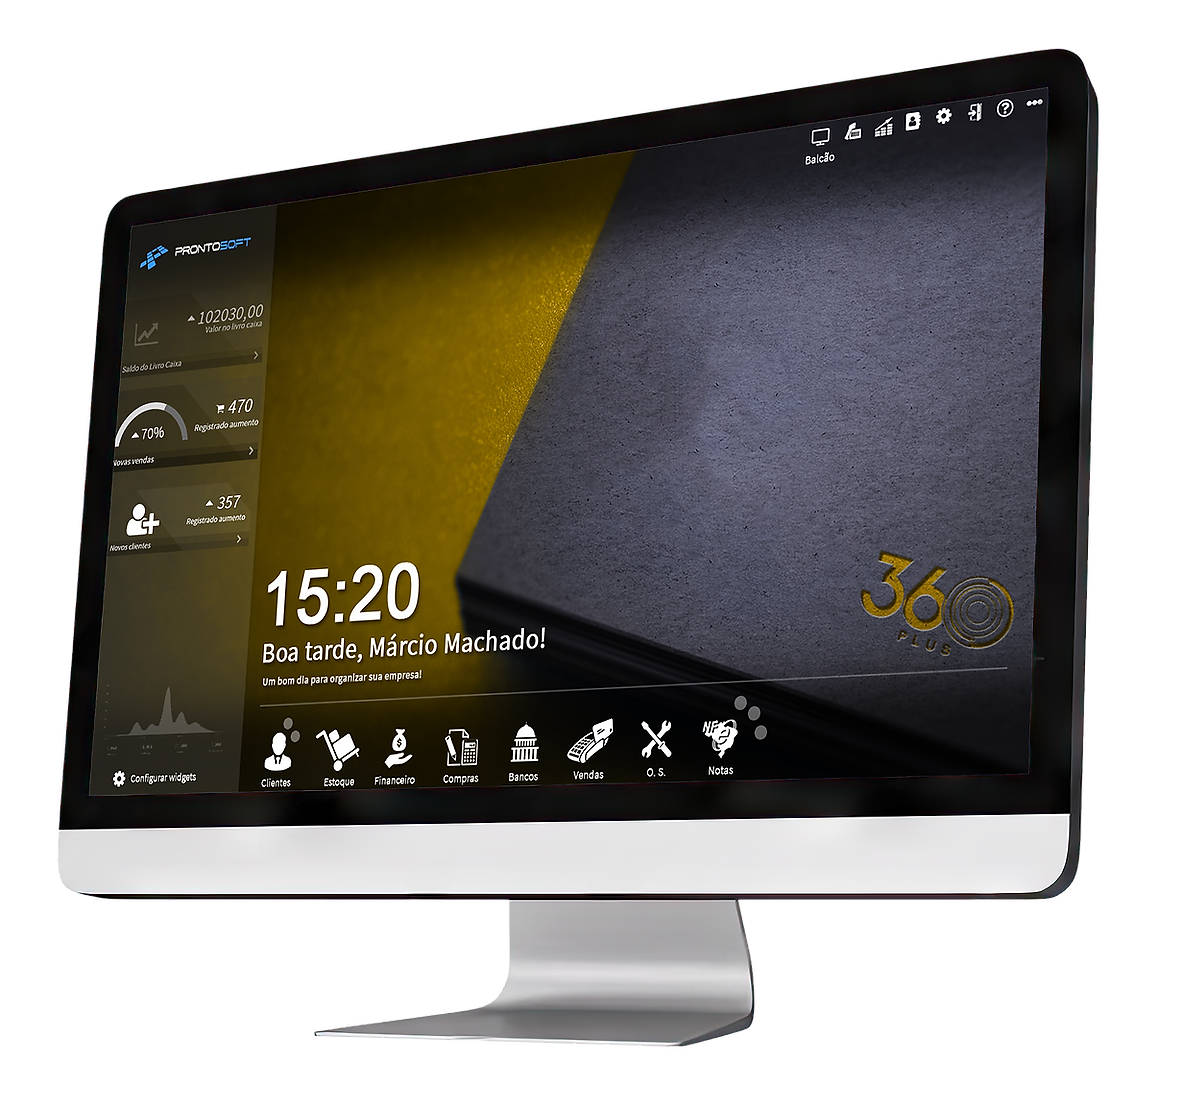 Balcão
PRONTOSOFT
102030,00
Valor no livro caixa
Saldo do Livro Caixa
470
Registrado aumento
70%
Novas vendas
357
Registrado aumento
Novos clientes
15:20
Boa tarde, Márcio Machado!
Um bom dia para organizar sua empresa!
360
PLUS
Configurar widgets
Clientes
Estoque
Financeiro
Compras
Bancos
Vendas
O. S.
NF-e
Notas